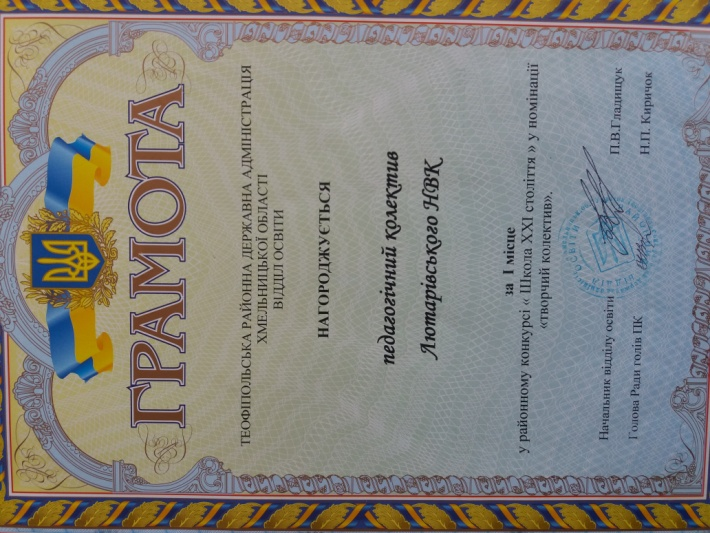 ГРАМОТА
ТЕОФІПОЛЬСЬКА РАЙОННА ДЕРЖАВНА АДМІНІСТРАЦІЯ
ХМЕЛЬНИЦЬКОЇ ОБЛАСТІ
ВІДДІЛ ОСВІТИ
НАГОРОДЖУЄТЬСЯ
педагогічний колектив
Лютарівського НВК
за І місце
у районному конкурсі « Школа ХХІ століття » у номінації
«творчий колектив».
Начальник відділу освіти П.В.Гладищук
Голова Ради голів ПК Н.П. Киричок